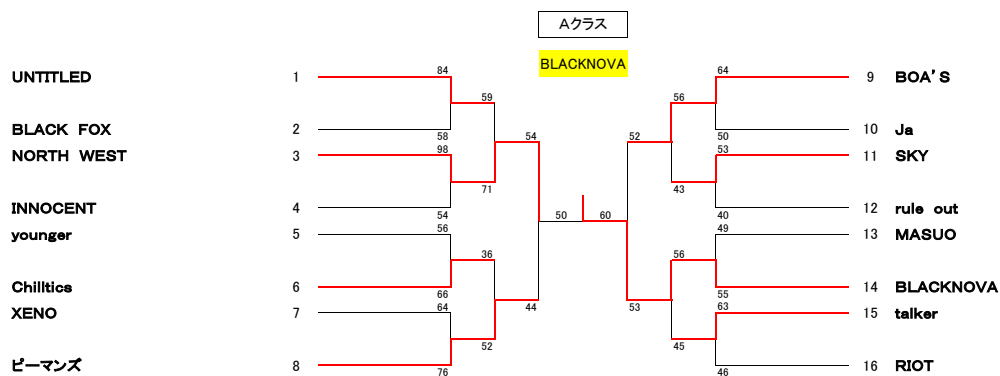 Aクラス
BLACKNOVA
UNTITLED 1 84 64 9 BOA'S
59 56
BLACK FOX 2 58 54 52 50 10 Ja
NORTH WEST 3 98 53 11 SKY
71 43
INNOCENT 4 54 50 60 40 12 rule out
younger 5 56 49 13 MASUO
36 56
Chilltics 6 66 44 53 55 14 BLACKNOVA
XENO 7 64 63 15 talker
52 45
ピーマンズ 8 76 46 16 RIOT